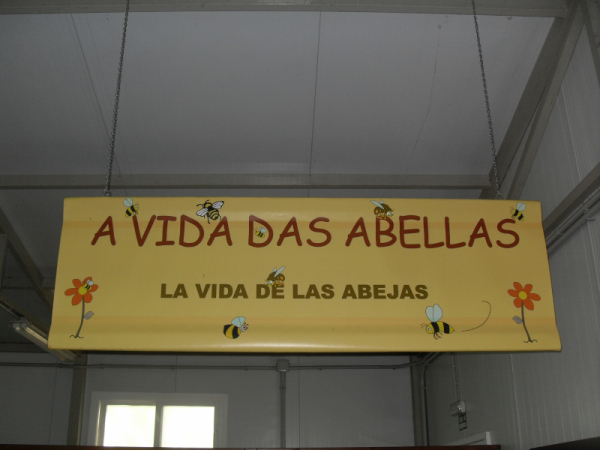 A VIDA DAS ABELLAS
LA VIDA DE LAS ABEJAS